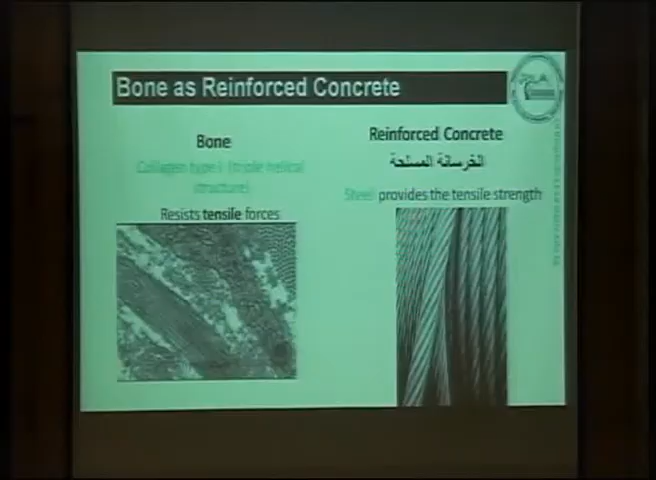 Bone as Reinforced Concrete
Bone
Collagen type I (triple helical
structure)
Resists tensile forces
Reinforced Concrete
الخرسانة المسلحة
Steel provides the tensile strength